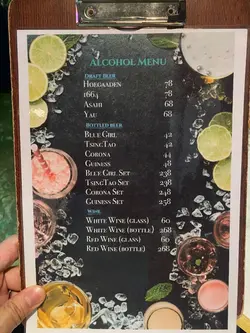 Alcohol Menu
Draft Beer
Hoegaaden 78
1664 78
Asahi 68
Yau 68
Bottled Beer
Blue Girl 42
TsingTao 42
Corona 44
Guiness 48
Blue Girl Set 238
TsingTao Set 238
Corona Set 248
Guiness Set 258
Wine
White Wine (glass) 60
White Wine (bottle) 268
Red Wine (glass) 60
Red Wine (bottle) 268